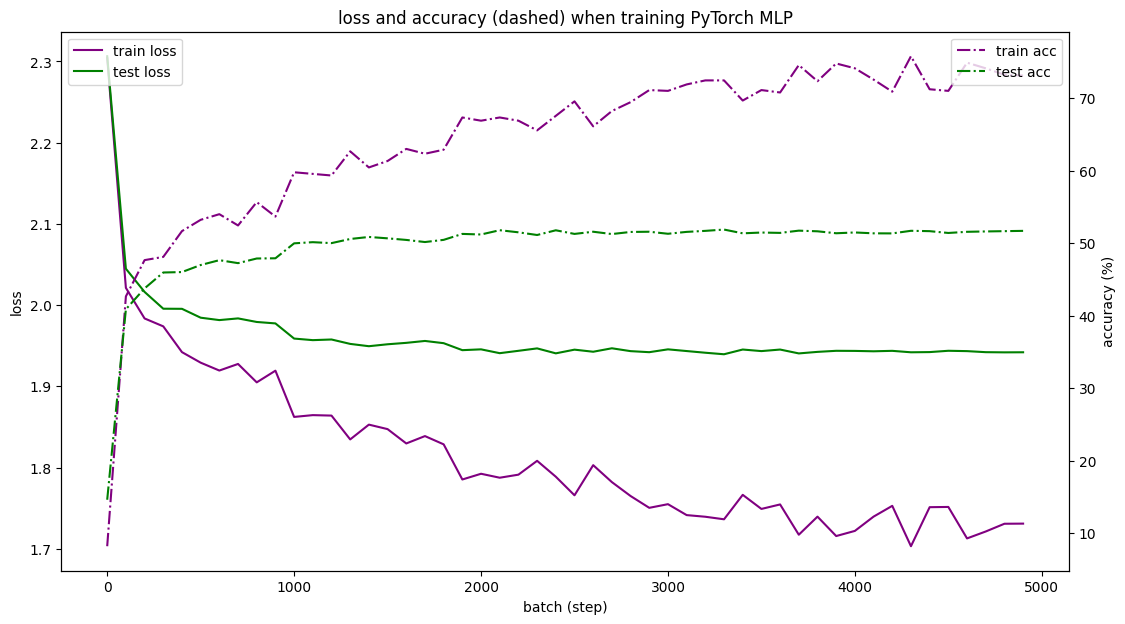 loss and accuracy (dashed) when training PyTorch MLP
train loss
test loss
train acc
test acc
2.3
2.2
2.1
2.0
1.9
1.8
1.7
loss
70
60
50
40
30
20
10
accuracy (%)
0
1000
2000
3000
4000
5000
batch (step)